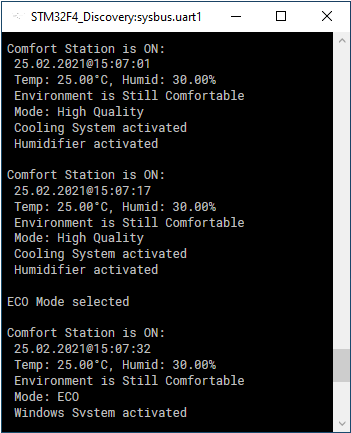 STM32F4_Discovery:sysbus.uart1
Comfort Station is ON:
25.02.2021@15:07:01
Temp: 25.00°C, Humid: 30.00%
Environment is Still Comfortable
Mode: High Quality
Cooling System activated
Humidifier activated
Comfort Station is ON:
25.02.2021@15:07:17
Temp: 25.00°C, Humid: 30.00%
Environment is Still Comfortable
Mode: High Quality
Cooling System activated
Humidifier activated
ECO Mode selected
Comfort Station is ON:
25.02.2021@15:07:32
Temp: 25.00°C, Humid: 30.00%
Environment is Still Comfortable
Mode: ECO
Windows System activated